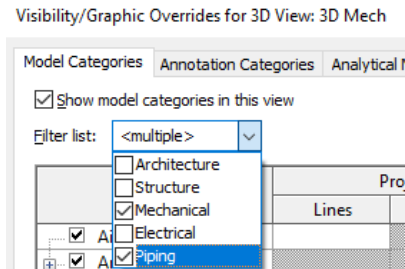 Visibility/Graphic Overrides for 3D View: 3D Mech
Model Categories Annotation Categories Analytical
Show model categories in this view
Filter list: <multiple>
Architecture
Structure
Mechanical
Electrical
Piping
Lines